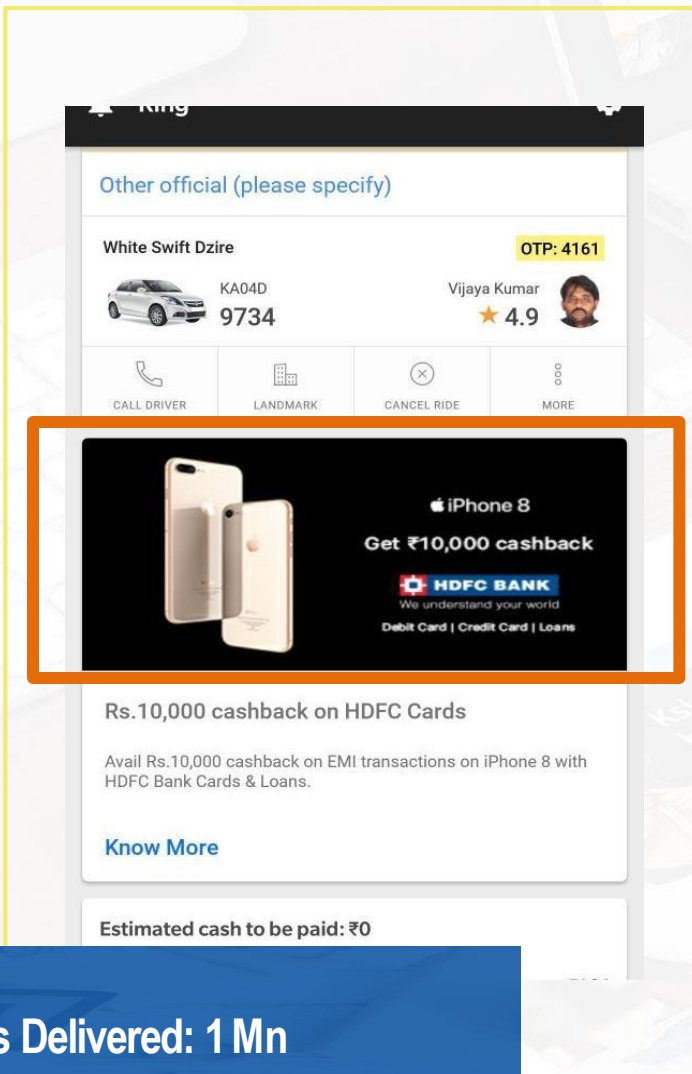 Other official (please specify)
White Swift Dzire
OTP: 4161
KA04D
9734
Vijaya Kumar
4.9
CALL DRIVER
LANDMARK
CANCEL RIDE
MORE
iPhone 8
Get ₹10,000 cashback
HDFC BANK
We understand your world
Debit Card | Credit Card | Loans
Rs.10,000 cashback on HDFC Cards
Avail Rs.10,000 cashback on EMI transactions on iPhone 8 with
HDFC Bank Cards & Loans.
Know More
Estimated cash to be paid: ₹0
s Delivered: 1 Mn